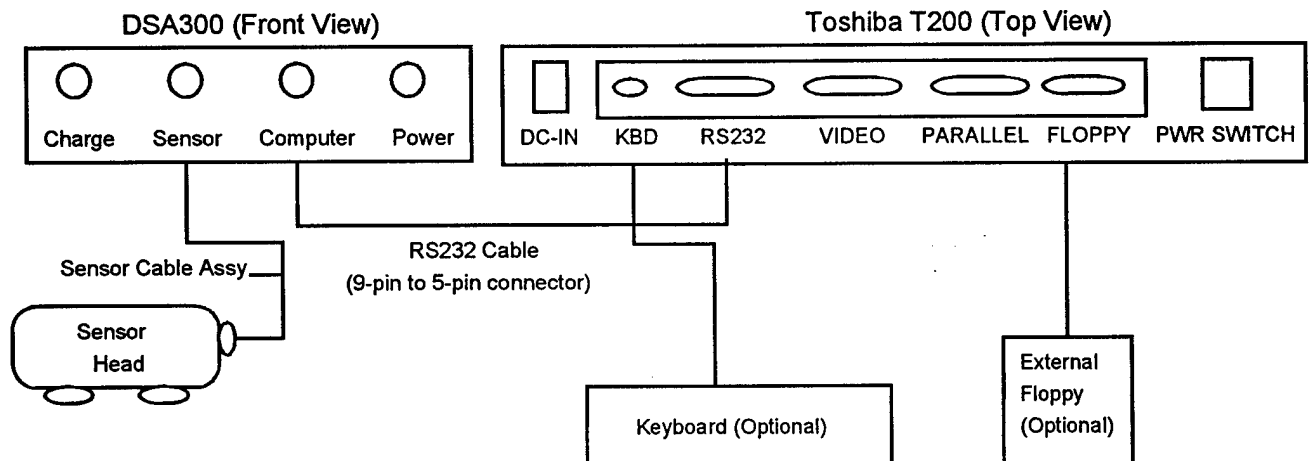 DSA300 (Front View)
Toshiba T200 (Top View)
Charge Sensor Computer Power
DC-IN KBD RS232 VIDEO PARALLEL FLOPPY PWR SWITCH
RS232 Cable
(9-pin to 5-pin connector)
Sensor Cable Assy
Sensor
Head
Keyboard (Optional)
External
Floppy
(Optional)